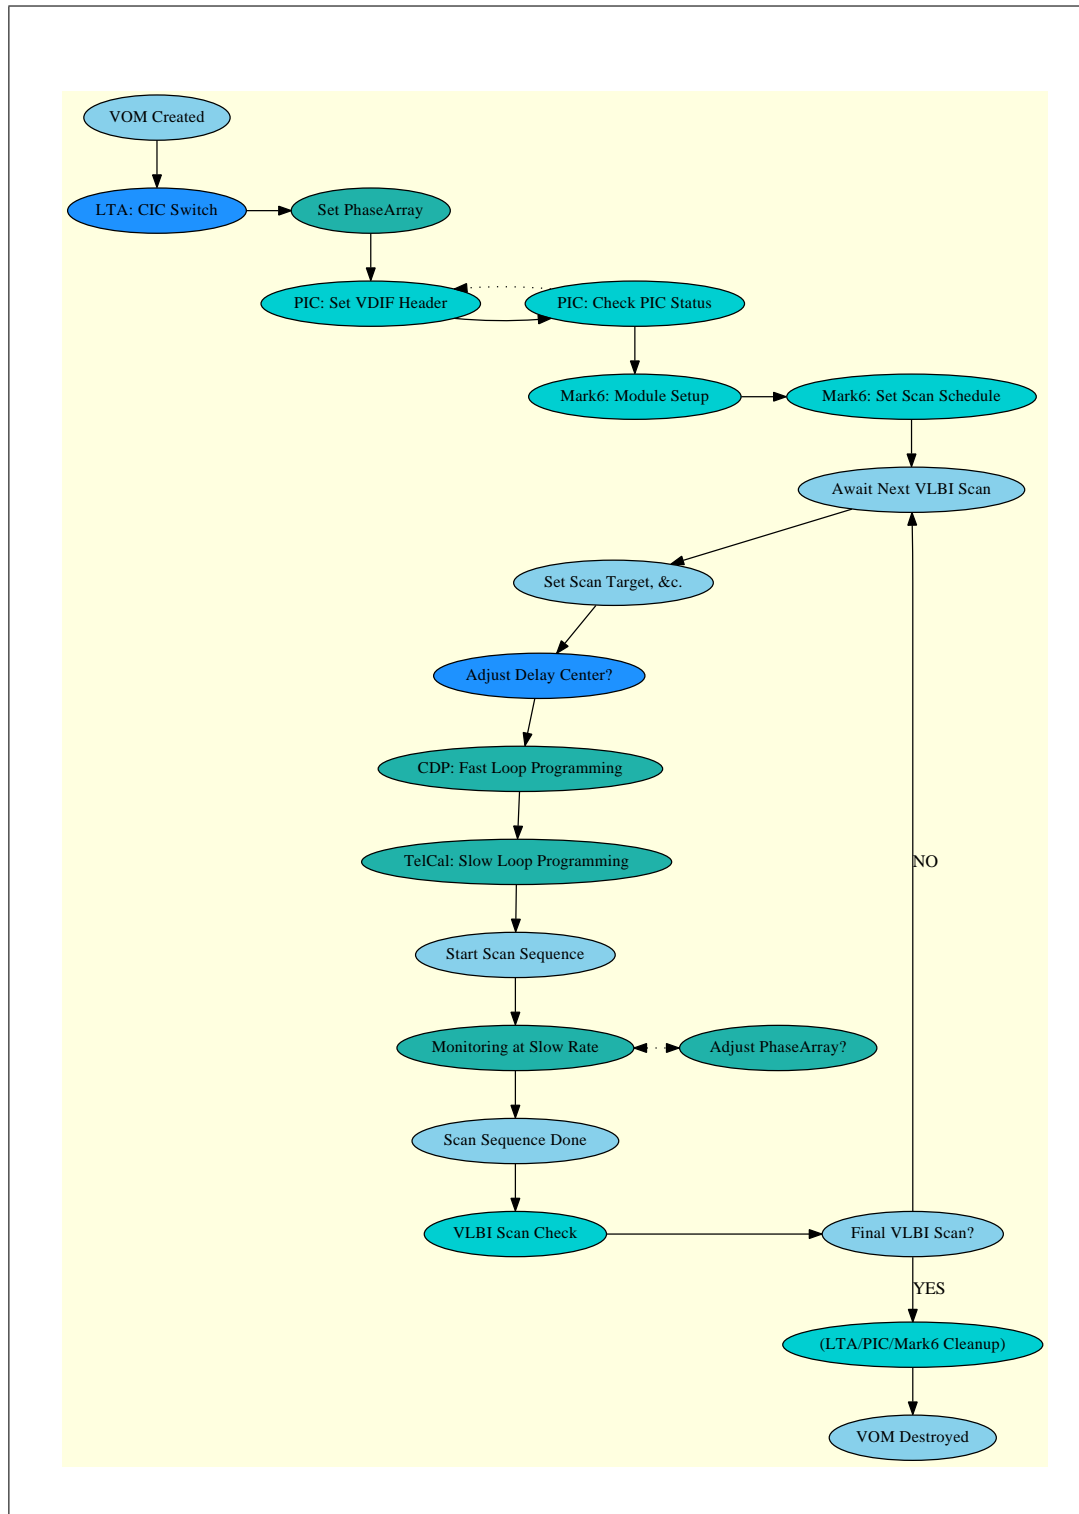 VOM Created
LTA: CIC Switch
Set PhaseArray
PIC: Set VDIF Header
PIC: Check PIC Status
Mark6: Module Setup
Mark6: Set Scan Schedule
Await Next VLBI Scan
Set Scan Target, &c.
Adjust Delay Center?
CDP: Fast Loop Programming
TelCal: Slow Loop Programming
NO
Start Scan Sequence
Monitoring at Slow Rate
Adjust PhaseArray?
Scan Sequence Done
VLBI Scan Check
Final VLBI Scan?
YES
(LTA/PIC/Mark6 Cleanup)
VOM Destroyed